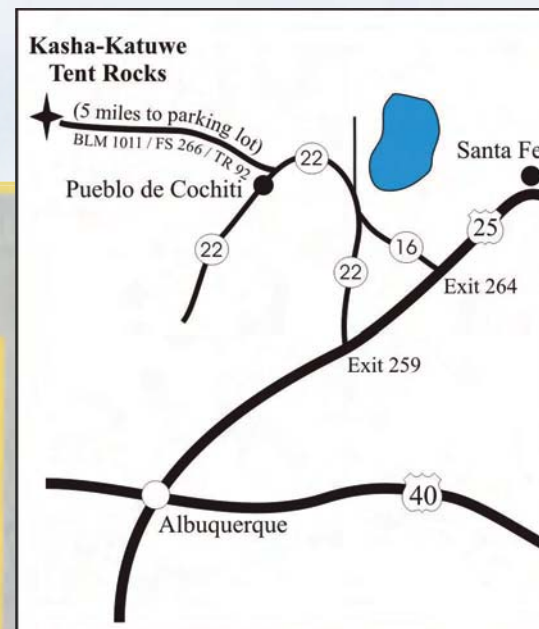 Kasha-Katuwe
Tent Rocks
(5 miles to parking lot)
BLM 1011 / FS 266 / TR 92
22
Santa Fe
Pueblo de Cochiti
25
16
22
22
Exit 264
Exit 259
40
Albuquerque